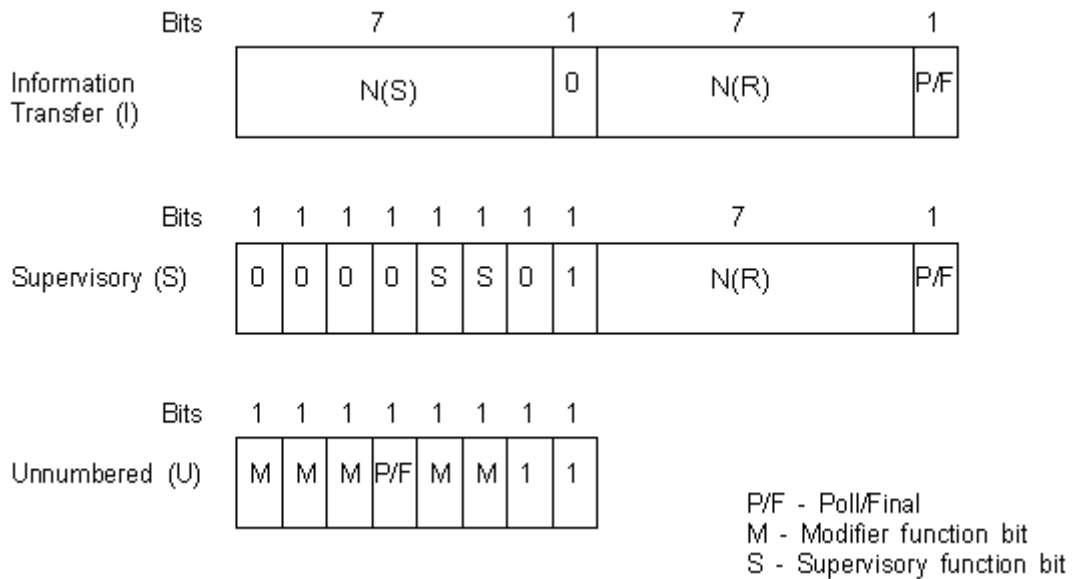 Bits 7 1 7 1
Information
Transfer (I)
N(S) 0 N(R) P/F
Bits 1 1 1 1 1 1 1 1 7 1
Supervisory (S) 0 0 0 0 S S 0 1 N(R) P/F
Bits 1 1 1 1 1 1 1 1
Unnumbered (U) M M M P/F M M 1 1
P/F - Poll/Final
M - Modifier function bit
S - Supervisory function bit